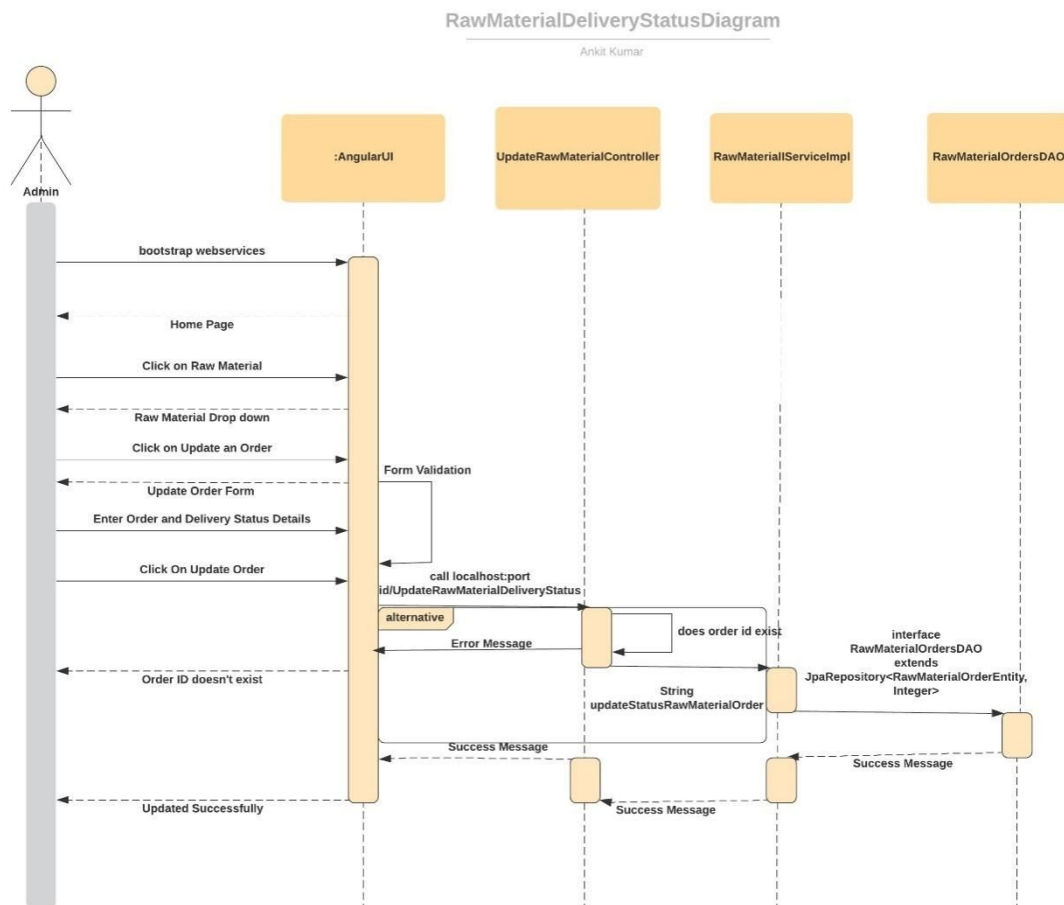 RawMaterialDeliveryStatusDiagram
Ankit Kumar
Admin
:AngularUI
UpdateRawMaterialController
RawMaterialIServiceImpl
RawMaterialOrdersDAO
bootstrap webservices
Home Page
Click on Raw Material
Raw Material Drop down
Click on Update an Order
Form Validation
Update Order Form
Enter Order and Delivery Status Details
Click On Update Order
call localhost:port
id/UpdateRawMaterialDeliveryStatus
alternative
does order id exist
Error Message
interface
RawMaterialOrdersDAO
extends
JpaRepository<RawMaterialOrderEntity,
Integer>
Order ID doesn't exist
String
updateStatusRawMaterialOrder
Success Message
Success Message
Updated Successfully
Success Message